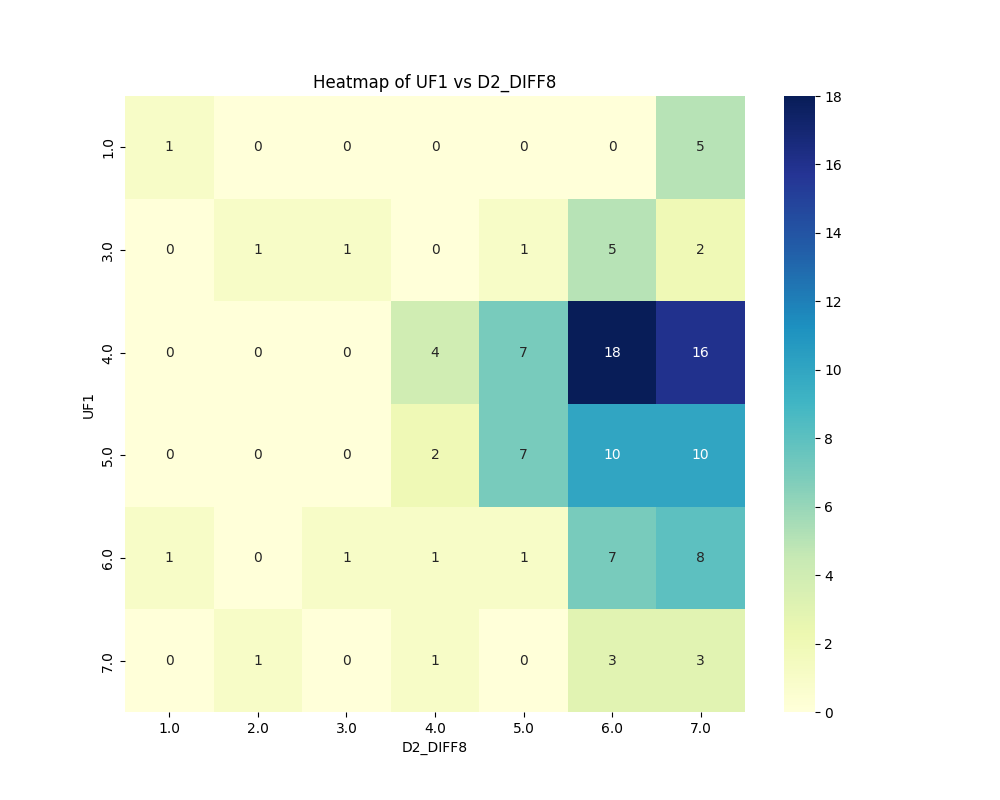 Heatmap of UF1 vs D2_DIFF8
1.0 1 0 0 0 0 0 5
3.0 0 1 1 0 1 5 2
4.0 0 0 0 4 7 18 16
5.0 0 0 0 2 7 10 10
6.0 1 0 1 1 1 7 8
7.0 0 1 0 1 0 3 3
UF1
1.0 2.0 3.0 4.0 5.0 6.0 7.0
D2_DIFF8
18
16
14
12
10
8
6
4
2
0